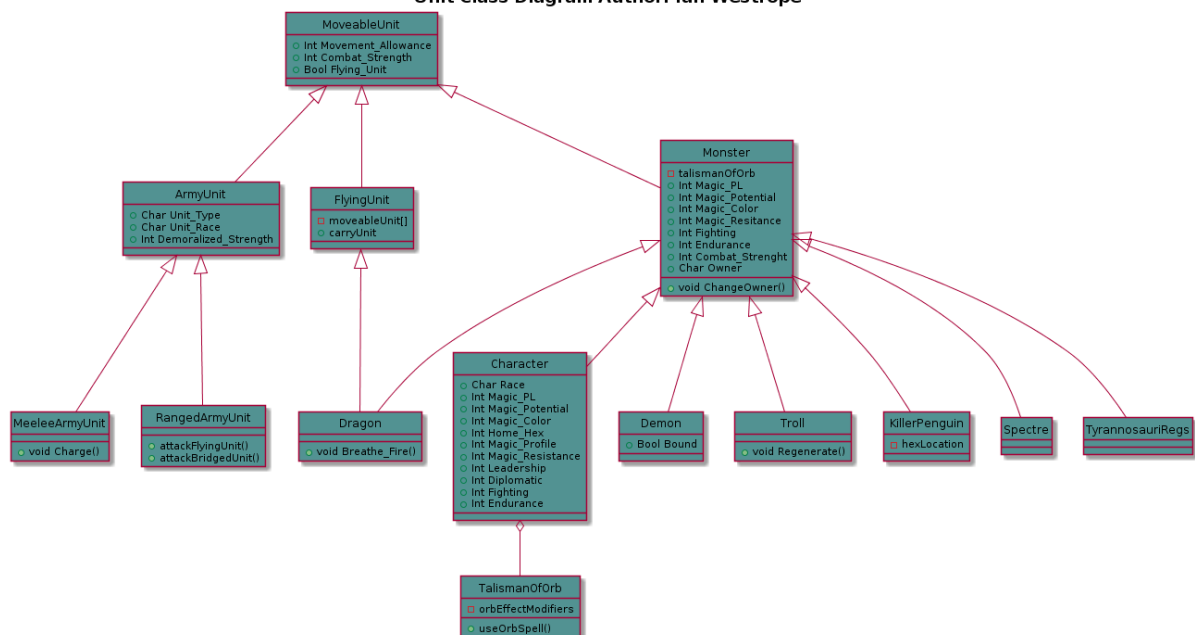 Unit Class Diagram Author: Ian Westrope
MoveableUnit
Int Movement_Allowance
Int Combat_Strength
Bool Flying_Unit
Monster
talismanOfOrb
Int Magic_PL
Int Magic_Potential
Int Magic_Color
Int Magic_Resitance
Int Fighting
Int Endurance
Int Combat_Strenght
Char Owner
void ChangeOwner()
ArmyUnit
Char Unit_Type
Char Unit_Race
Int Demoralized_Strength
FlyingUnit
moveableUnit[]
carryUnit
Character
Char Race
Int Magic_PL
Int Magic_Potential
Int Magic_Color
Int Home_Hex
Int Magic_Profile
Int Magic_Resistance
Int Leadership
Int Diplomatic
Int Fighting
Int Endurance
MeeleeArmyUnit
void Charge()
RangedArmyUnit
attackFlyingUnit()
attackBridgedUnit()
Dragon
void Breathe_Fire()
Demon
Bool Bound
Troll
void Regenerate()
KillerPenguin
hexLocation
Spectre
TyrannosauriRegs
TalismanOfOrb
orbEffectModifiers
useOrbSpell()